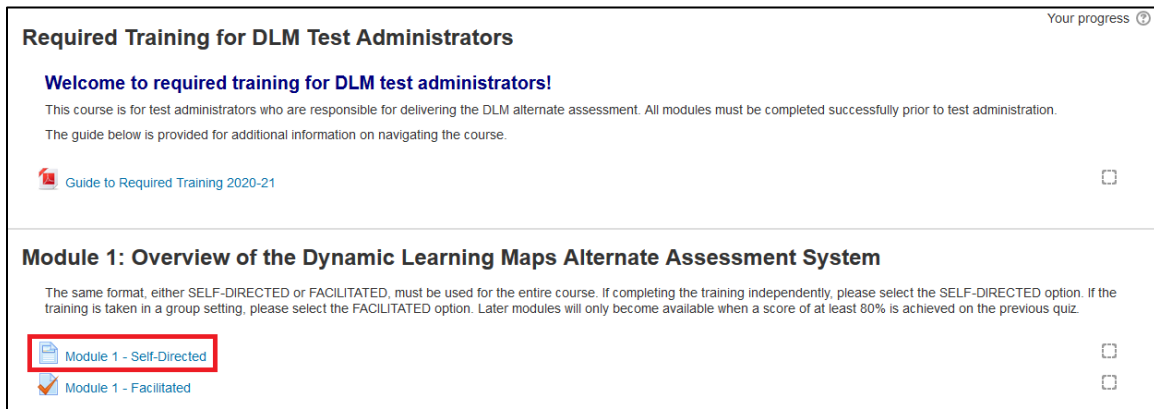 Your progress
Required Training for DLM Test Administrators
Welcome to required training for DLM test administrators!
This course is for test administrators who are responsible for delivering the DLM alternate assessment. All modules must be completed successfully prior to test administration.
The guide below is provided for additional information on navigating the course.
Guide to Required Training 2020-21
Module 1: Overview of the Dynamic Learning Maps Alternate Assessment System
The same format, either SELF-DIRECTED or FACILITATED, must be used for the entire course. If completing the training independently, please select the SELF-DIRECTED option. If the
training is taken in a group setting, please select the FACILITATED option. Later modules will only become available when a score of at least 80% is achieved on the previous quiz.
Module 1 - Self-Directed
Module 1 - Facilitated